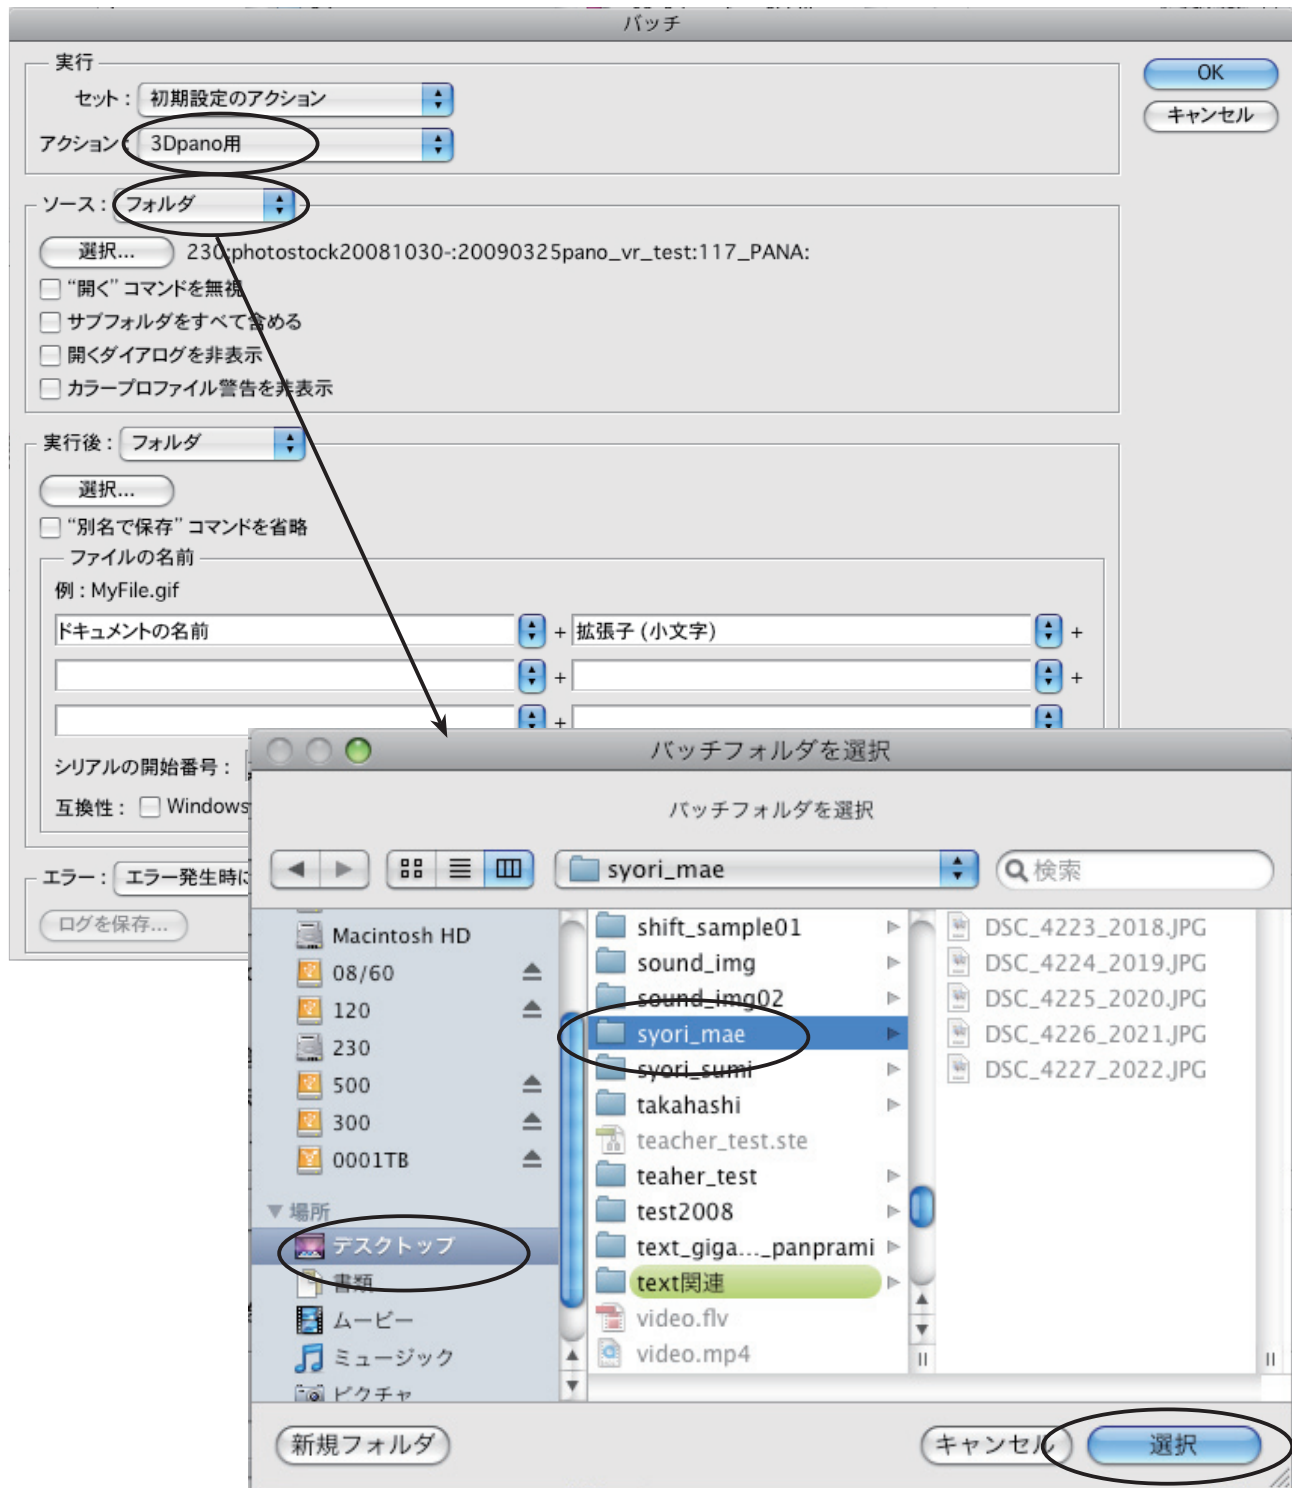 バッチ
実行
セット： 初期設定のアクション
アクション： 3Dpano用
OK
キャンセル
ソース： フォルダ
選択... 230:photostock20081030-:20090325pano_vr_test:117_PANA:
“開く” コマンドを無視
サブフォルダをすべて含める
開くダイアログを非表示
カラープロファイル警告を非表示
実行後： フォルダ
選択...
“別名で保存” コマンドを省略
ファイルの名前
例：MyFile.gif
ドキュメントの名前 + 拡張子 (小文字) +
+ +
+
シリアルの開始番号：
互換性： Windows
エラー： エラー発生時に
ログを保存...
バッチフォルダを選択
バッチフォルダを選択
syori_mae
検索
Macintosh HD
08/60
120
230
500
300
0001TB
場所
デスクトップ
書類
ムービー
ミュージック
ピクチャ
shift_sample01
sound_img
sound_img02
syori_mae
syori_sumi
takahashi
teacher_test.ste
teaher_test
test2008
text_giga..._panprami
text関連
video.flv
video.mp4
DSC_4223_2018.JPG
DSC_4224_2019.JPG
DSC_4225_2020.JPG
DSC_4226_2021.JPG
DSC_4227_2022.JPG
新規フォルダ
キャンセル
選択